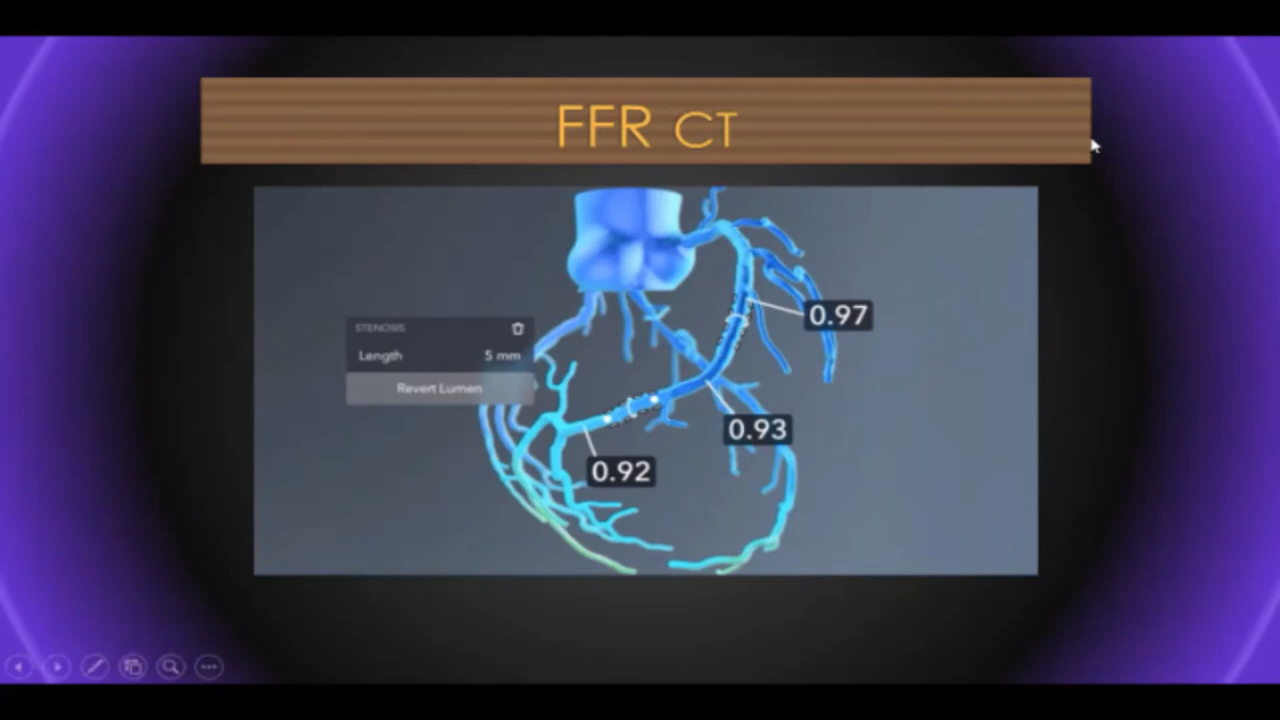 FFR CT
0.97
STENOSIS
Length 5 mm
Revert Lumen
0.93
0.92